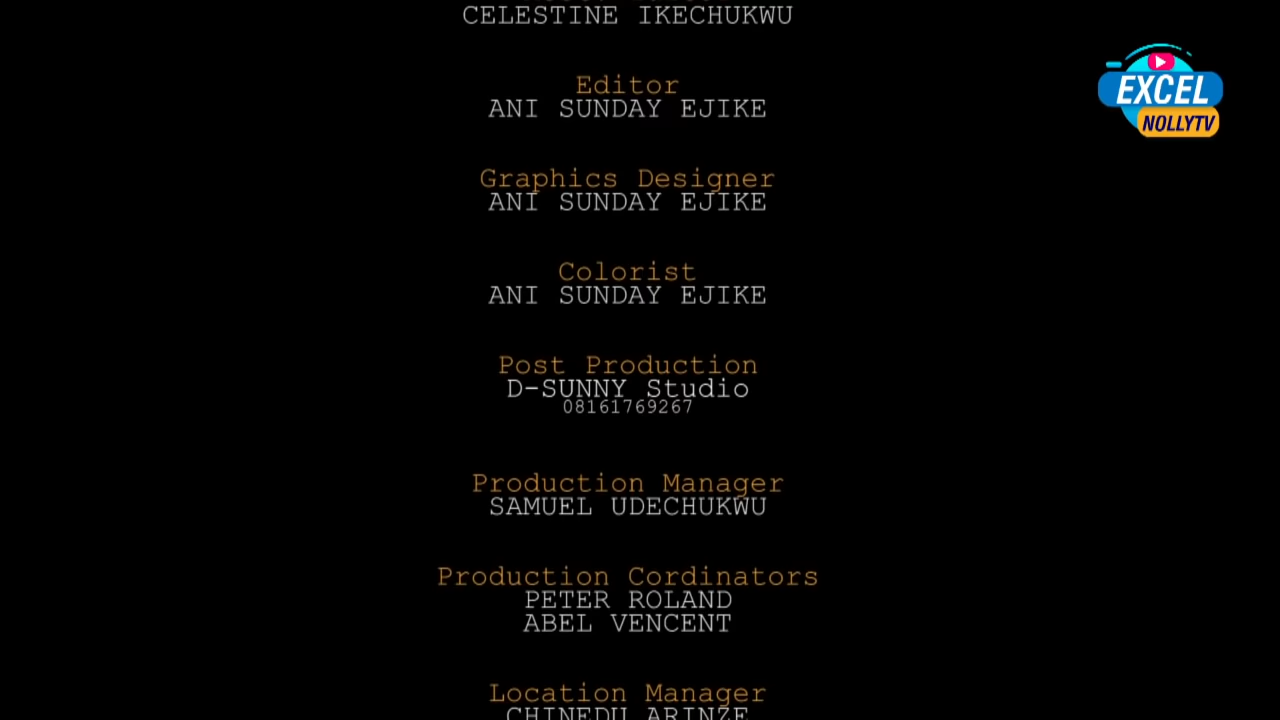 CELESTINE IKECHUKWU
Editor
ANI SUNDAY EJIKE
Graphics Designer
ANI SUNDAY EJIKE
Colorist
ANI SUNDAY EJIKE
Post Production
D-SUNNY Studio
08161769267
Production Manager
SAMUEL UDECHUKWU
Production Cordinators
PETER ROLAND
ABEL VENCENT
Location Manager
CHINEDU ARINZE
EXCEL
NOLLYTV